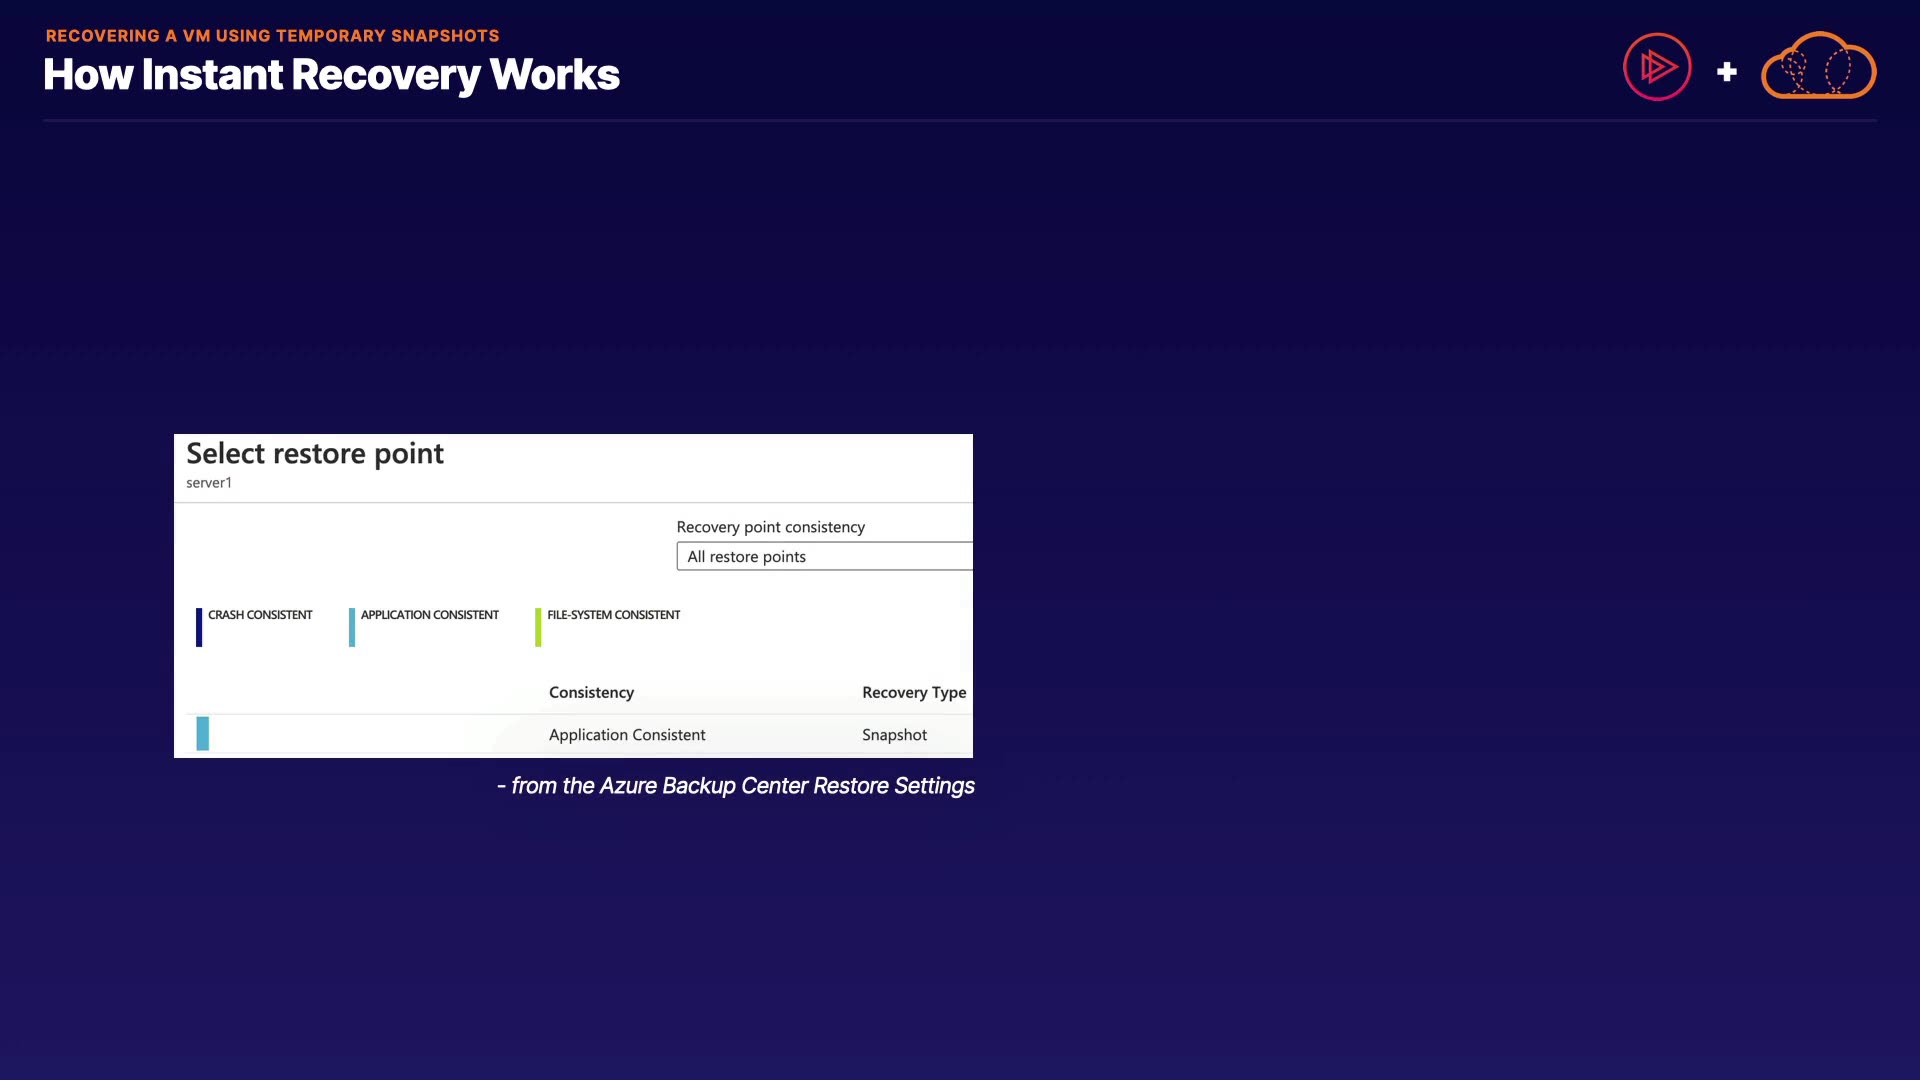 RECOVERING A VM USING TEMPORARY SNAPSHOTS
How Instant Recovery Works
Select restore point
server1
Recovery point consistency
All restore points
CRASH CONSISTENT APPLICATION CONSISTENT FILE-SYSTEM CONSISTENT
Consistency Recovery Type
Application Consistent Snapshot
- from the Azure Backup Center Restore Settings